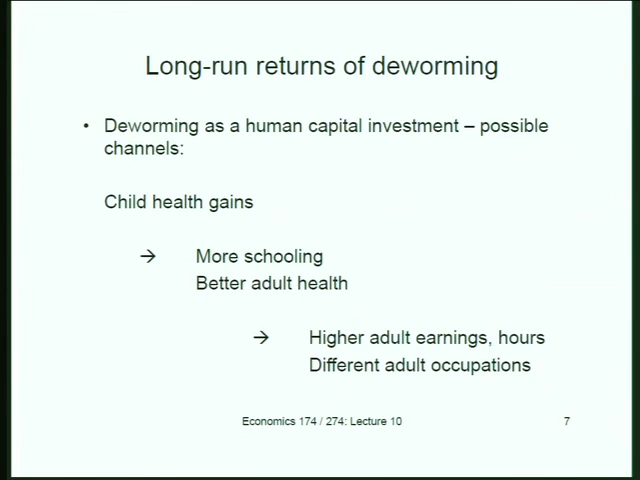 Long-run returns of deworming
• Deworming as a human capital investment – possible
channels:
Child health gains
→ More schooling
Better adult health
→ Higher adult earnings, hours
Different adult occupations
Economics 174 / 274: Lecture 10
7